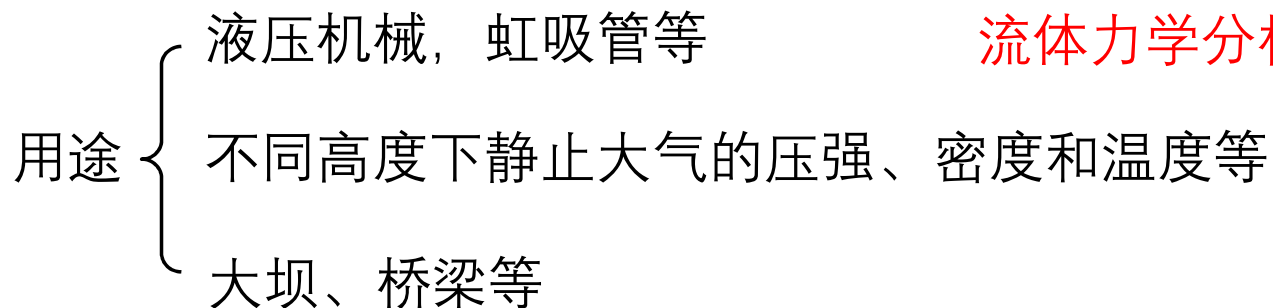 液压机械，虹吸管等 流体力学分
用途 不同高度下静止大气的压强、密度和温度等
大坝、桥梁等